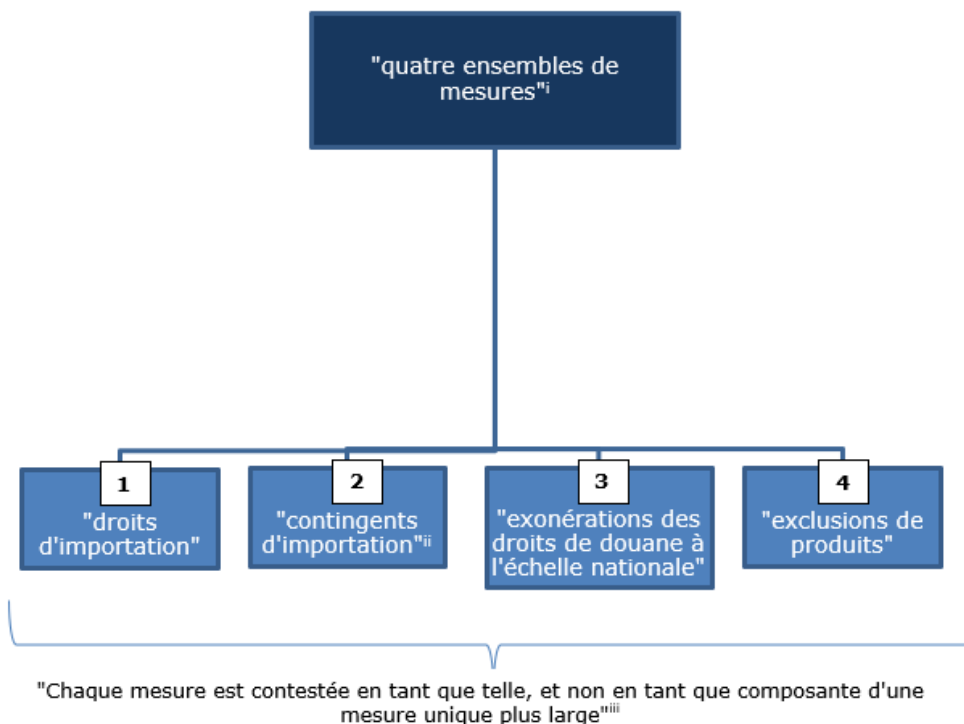 "quatre ensembles de
mesures"ⁱ
1
"droits
d'importation"
2
"contingents
d'importation"ⁱⁱ
3
"exonérations des
droits de douane à
l'échelle nationale"
4
"exclusions de
produits"
"Chaque mesure est contestée en tant que telle, et non en tant que composante d'une
mesure unique plus large"ⁱⁱⁱ